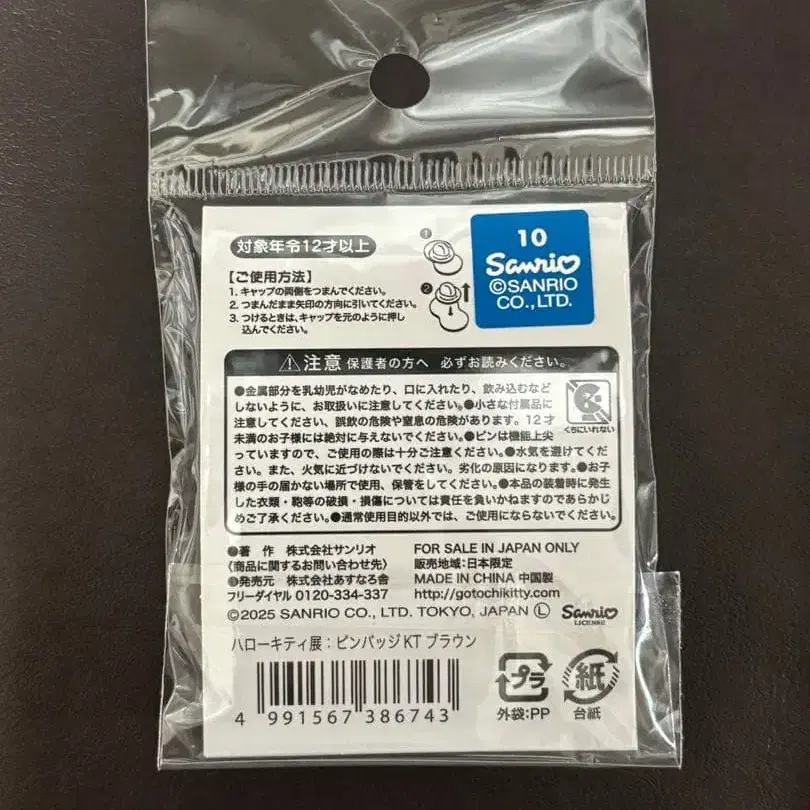 対象年令12才以上
【ご使用方法】
1. キャップの両側をつまんでください。
2. つまんだまま矢印の方向に引いてください。
3. つけるときは、キャップを元のように押し
込んでください。
1
2
10
Sanrio
©SANRIO
CO., LTD.
⚠注意 保護者の方へ 必ずお読みください。
●金属部分を乳幼児がなめたり、口に入れたり、飲み込むなど
しないように、お取扱いに注意してください。●小さな付属品に
注意してください、誤飲の危険や窒息の危険があります。12才
未満のお子様には絶対に与えないでください。●ピンは機能上尖
っていますので、ご使用の際は十分ご注意ください。●水気を避けてく
ださい。また、火気に近づけないでください。劣化の原因になります。●お子
様の手の届かない場所で使用、保管をしてください。●本品の装着時に発生
した衣類・鞄等の破損・損傷については責任を負いかねますのであらかじ
めご了承ください。●通常使用目的以外では、ご使用にならないでください。
くちにいれない
●著 作 株式会社サンリオ
〈商品に関するお問い合わせ先〉
●発売元 株式会社あすなろ舎
フリーダイヤル 0120-334-337
FOR SALE IN JAPAN ONLY
販売地域:日本限定
MADE IN CHINA 中国製
http://gotochikitty.com
©2025 SANRIO CO., LTD. TOKYO, JAPAN Ⓛ
Sanrio
LICENSE
ハローキティ展：ピンバッジKT ブラウン
4 991567 386743
プラ
外袋:PP
紙
台紙